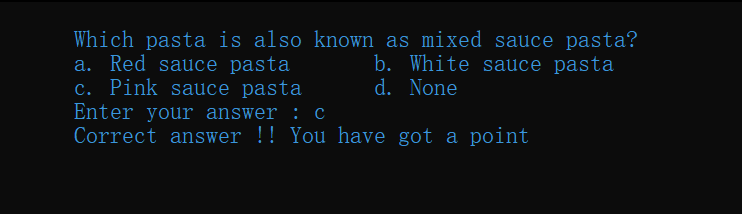 Which pasta is also known as mixed sauce pasta?
a. Red sauce pasta b. White sauce pasta
c. Pink sauce pasta d. None
Enter your answer : c
Correct answer !! You have got a point